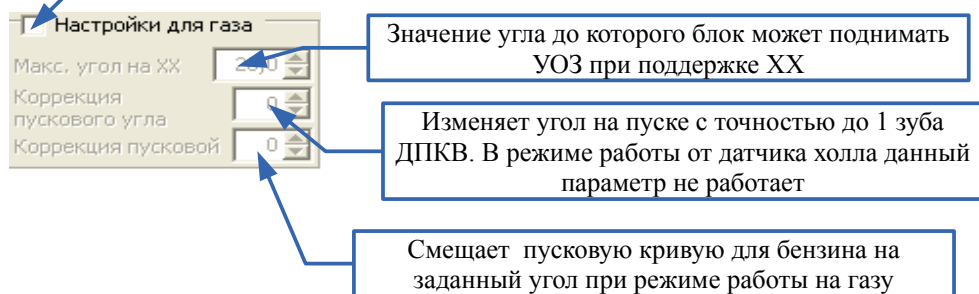 Настройки для газа
Макс. угол на ХХ
Коррекция
пускового угла
0
Коррекция пусковой
0
Значение угла до которого блок может поднимать
УОЗ при поддержке ХХ
Изменяет угол на пуске с точностью до 1 зуба
ДПКВ. В режиме работы от датчика холла данный
параметр не работает
Смещает пусковую кривую для бензина на
заданный угол при режиме работы на газу